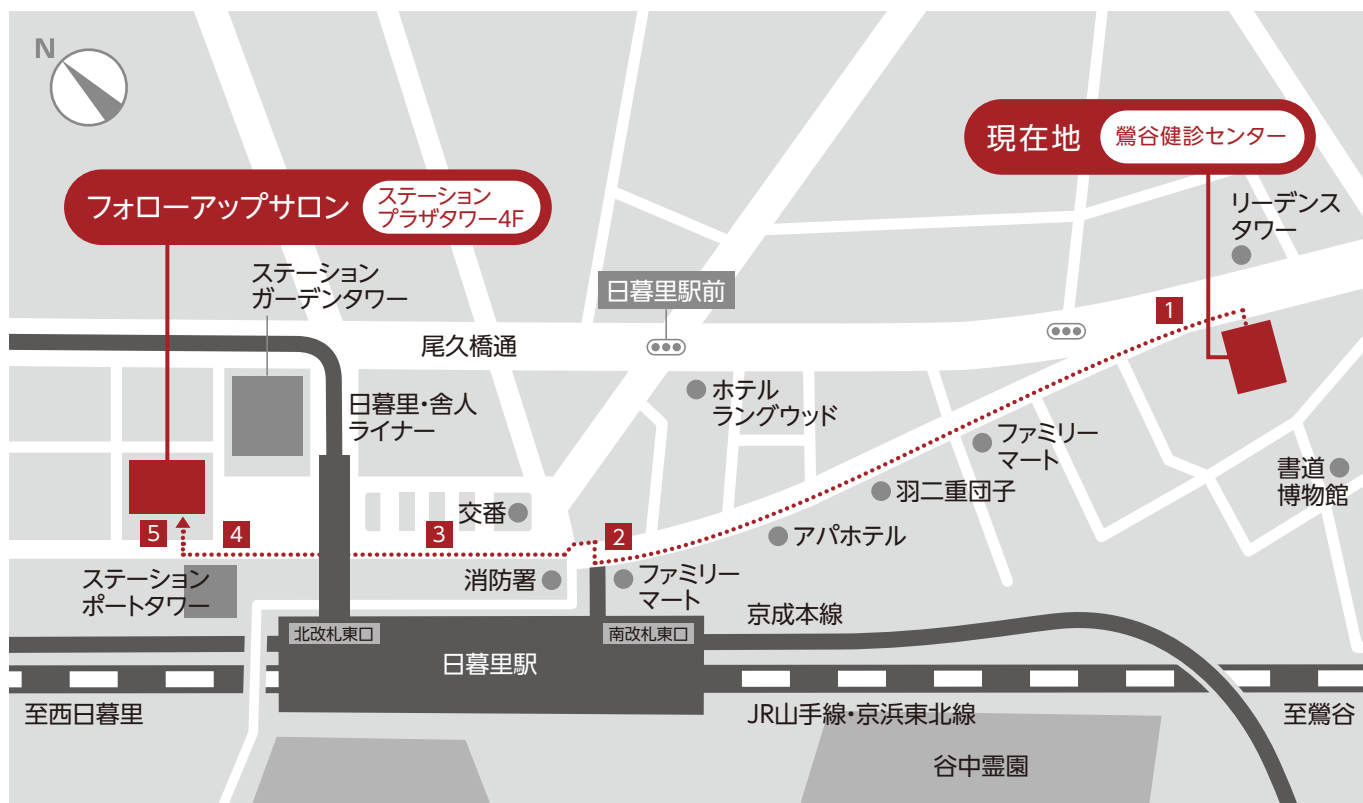 N
現在地
鶯谷健診センター
フォローアップサロン
ステーション
プラザタワー4F
リーデンス
タワー
ステーション
ガーデンタワー
日暮里駅前
1
尾久橋通
日暮里・舎人
ライナー
ホテル
ラングウッド
ファミリー
マート
書道
博物館
羽二重団子
交番
アパホテル
5
4
3
2
ステーション
ポートタワー
消防署
ファミリー
マート
京成本線
北改札東口
南改札東口
日暮里駅
至西日暮里
JR山手線・京浜東北線
至鶯谷
谷中霊園